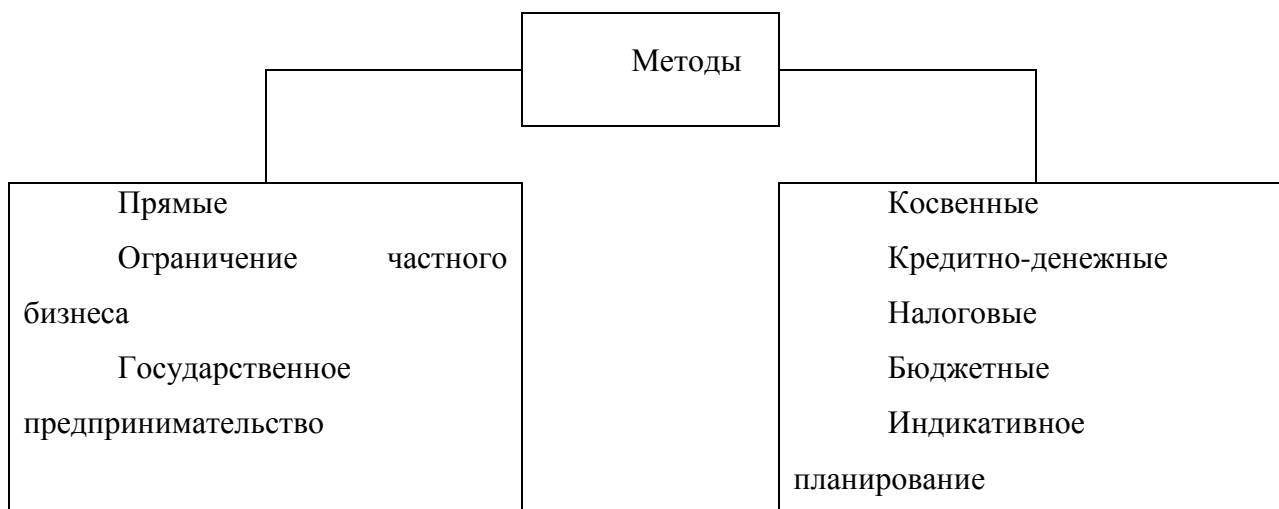 Методы
Прямые
Ограничение частного
бизнеса
Государственное
предпринимательство
Косвенные
Кредитно-денежные
Налоговые
Бюджетные
Индикативное
планирование